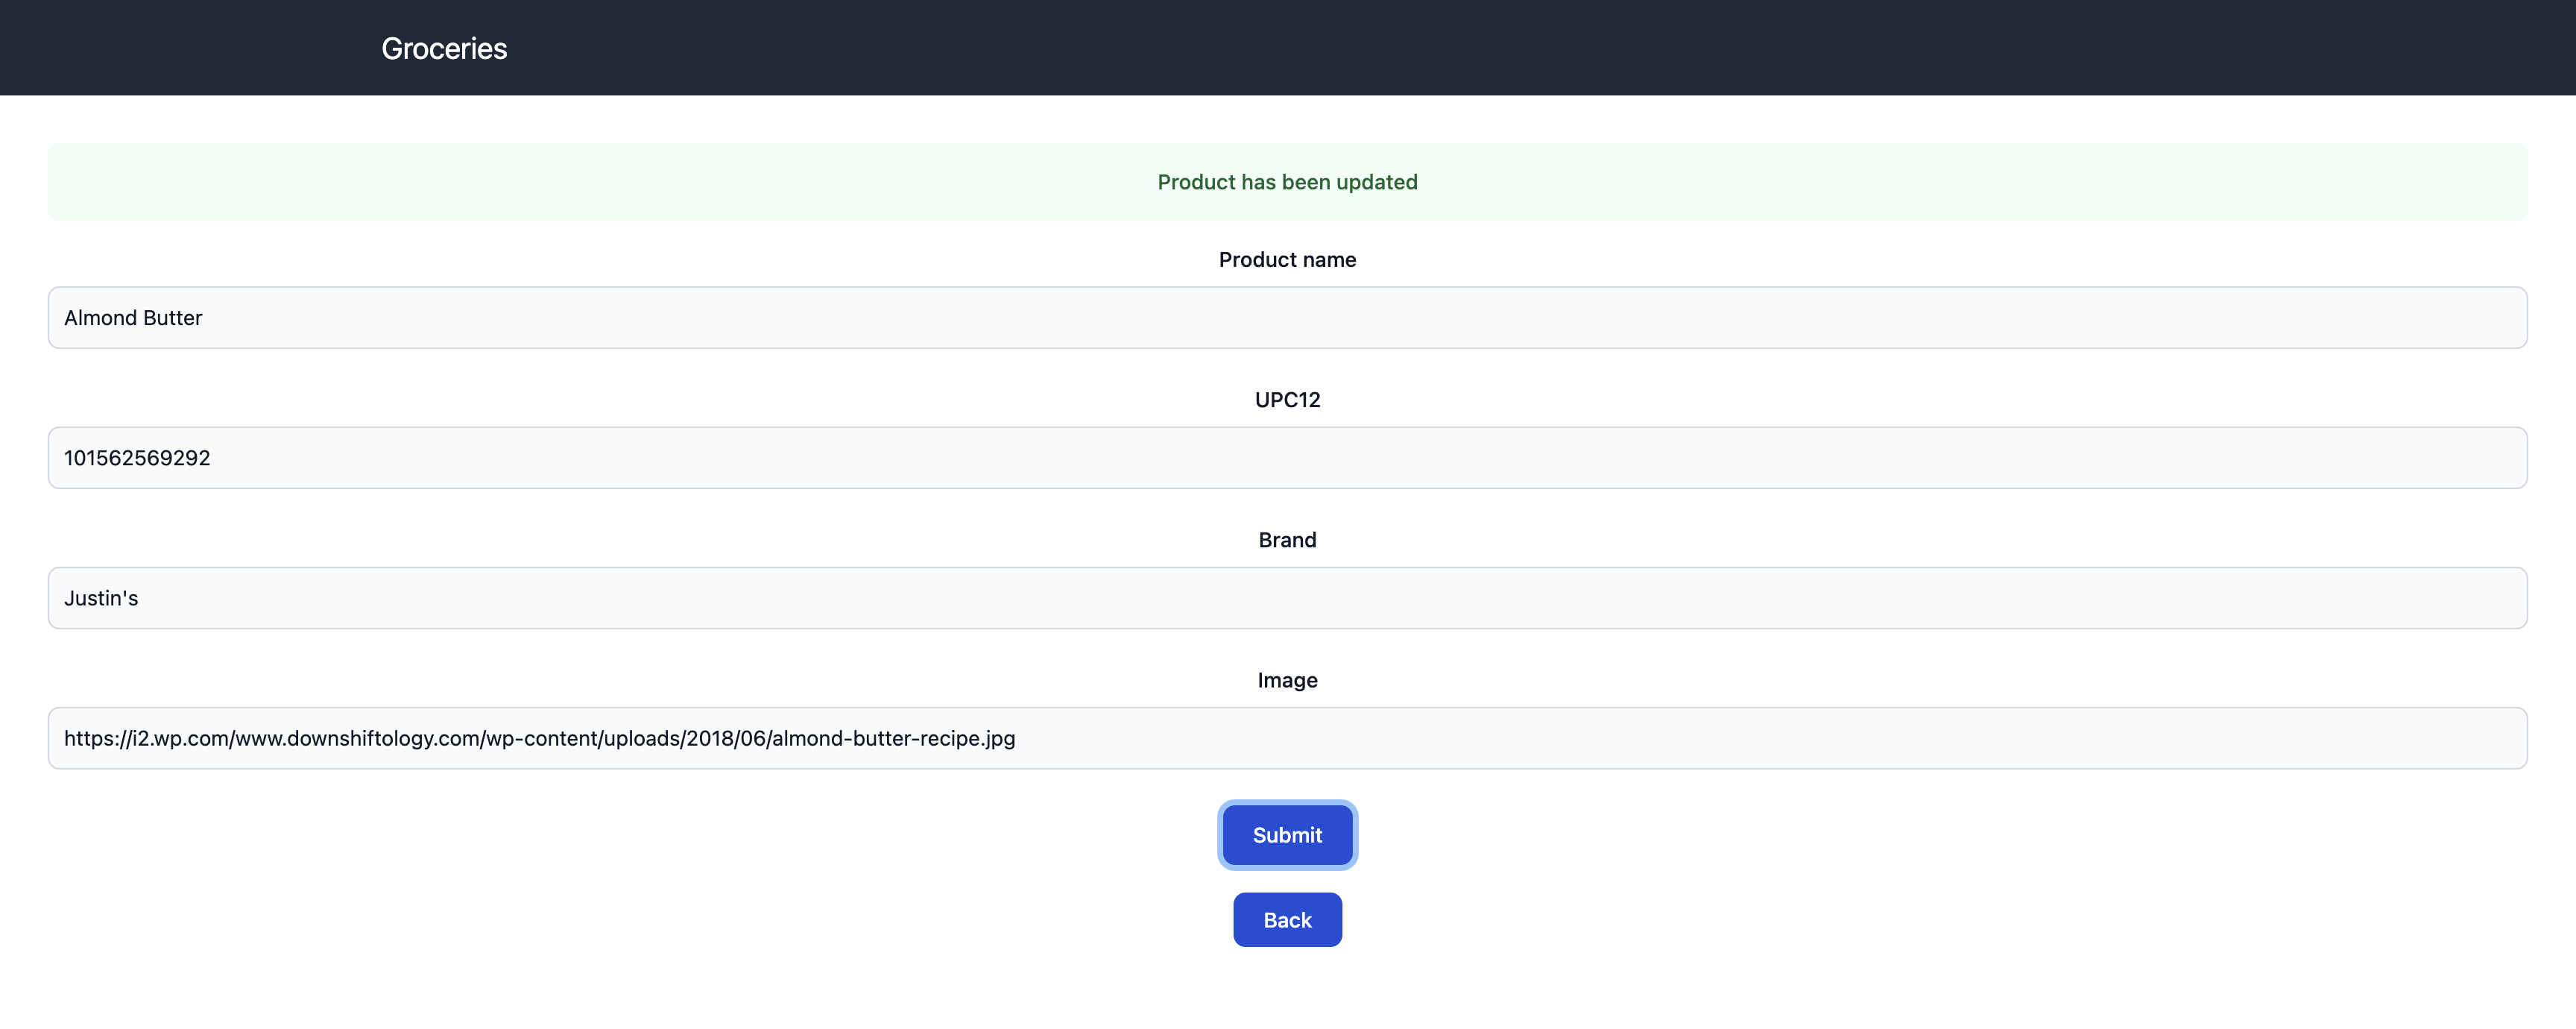 Groceries
Product has been updated
Product name
Almond Butter
UPC12
101562569292
Brand
Justin's
Image
https://i2.wp.com/www.downshiftology.com/wp-content/uploads/2018/06/almond-butter-recipe.jpg
Submit
Back